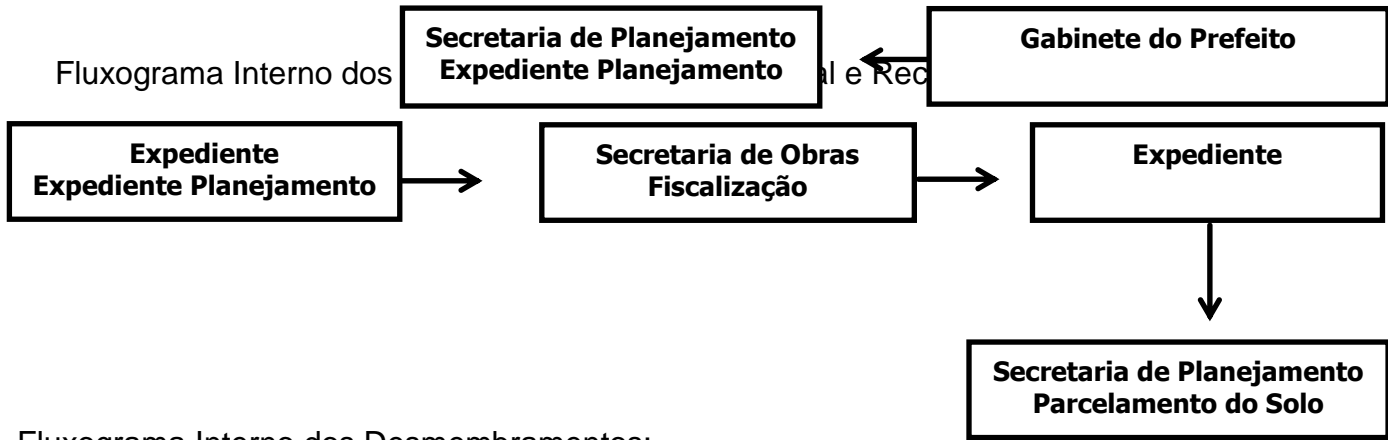 Secretaria de Planejamento
Expediente Planejamento
Gabinete do Prefeito
Fluxograma Interno dos
e Rec
Expediente
Expediente Planejamento
Secretaria de Obras
Fiscalização
Expediente
Secretaria de Planejamento
Parcelamento do Solo
Fluxograma Interno dos Desmembramentos: